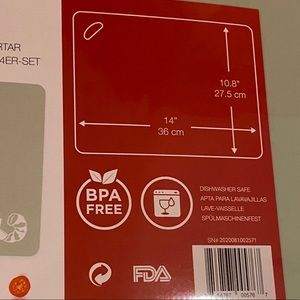 RTAR
4ER-SET
10.8"
27.5 cm
14"
36 cm
BPA
FREE
DISHWASHER SAFE
APTA PARA LAVAVAJILLAS
LAVE-VAISSELLE
SPÜLMASCHINENFEST
SN# 2020081002571
FDA